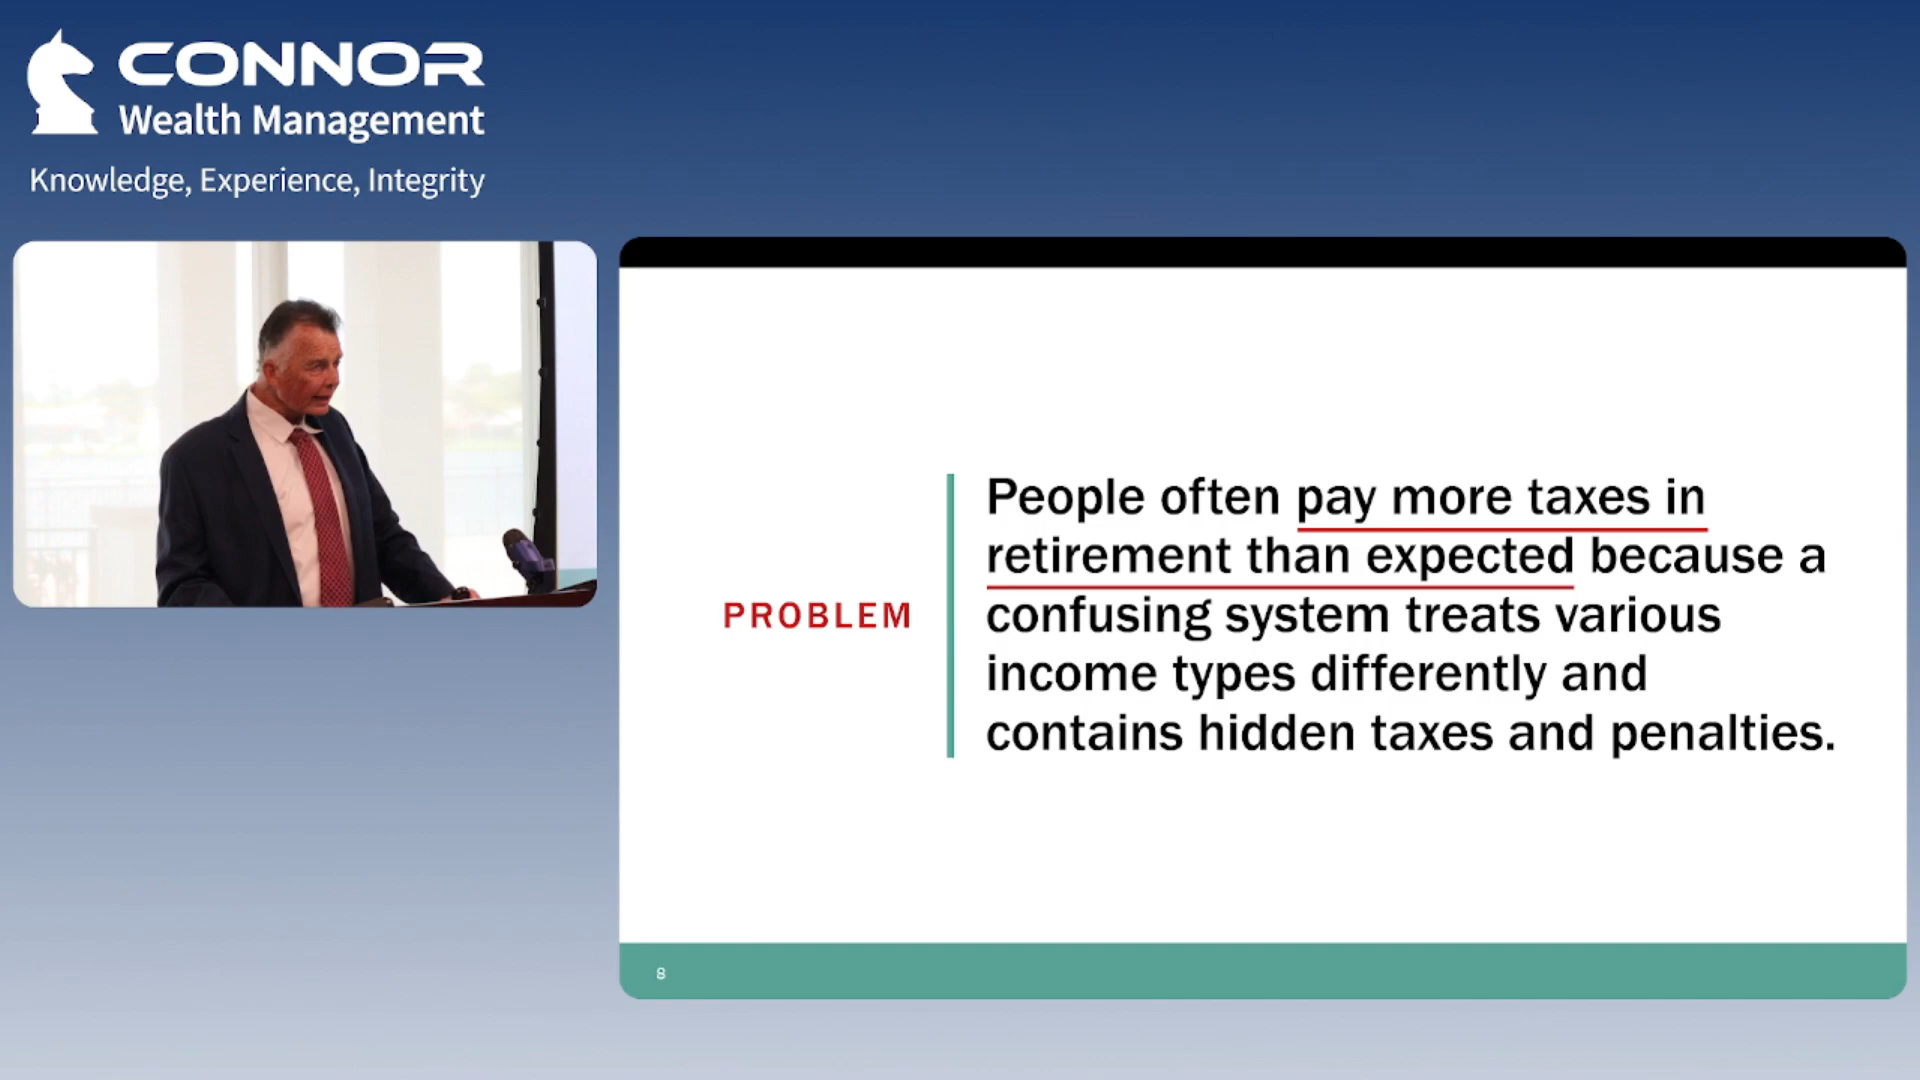 CONNOR
Wealth Management
Knowledge, Experience, Integrity
PROBLEM
People often pay more taxes in
retirement than expected because a
confusing system treats various
income types differently and
contains hidden taxes and penalties.
8